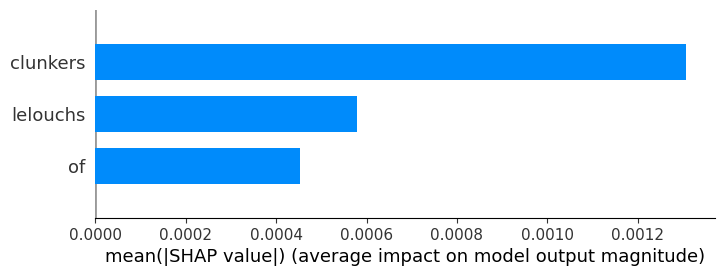 clunkers
lelouchs
of
0.0000 0.0002 0.0004 0.0006 0.0008 0.0010 0.0012
mean(|SHAP value|) (average impact on model output magnitude)